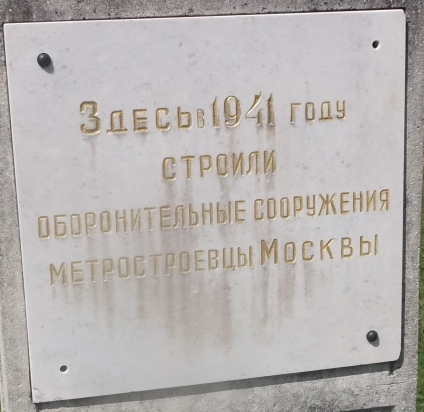 Здесь в 1941 году
строили
оборонительные сооружения
метростроевцы Москвы